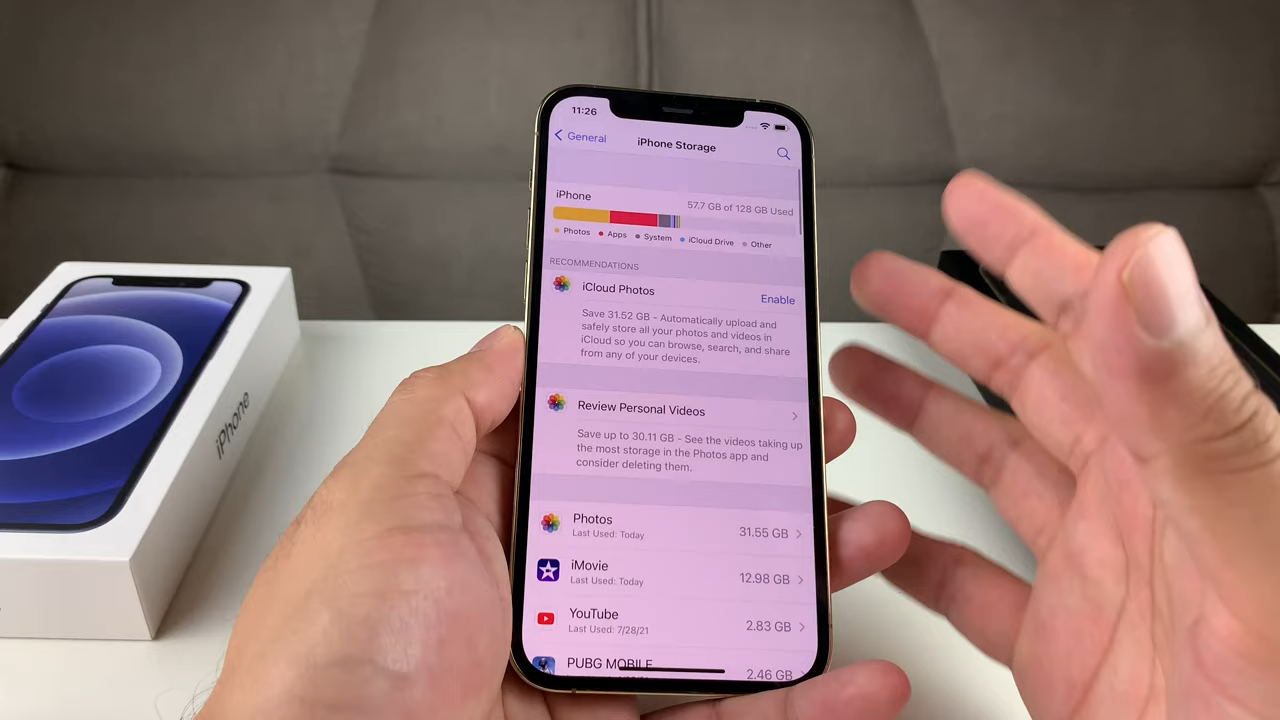 11:26
General
iPhone Storage
iPhone
57.7 GB of 128 GB Used
Photos Apps System iCloud Drive Other
RECOMMENDATIONS
iCloud Photos
Enable
Save 31.52 GB - Automatically upload and
safely store all your photos and videos in
iCloud so you can browse, search, and share
from any of your devices.
Review Personal Videos
Save up to 30.11 GB - See the videos taking up
the most storage in the Photos app and
consider deleting them.
Photos
31.55 GB
Last Used: Today
iMovie
12.98 GB
Last Used: Today
YouTube
2.83 GB
Last Used: 7/28/21
PUBG MOBILE
2.46 GB
iPhone